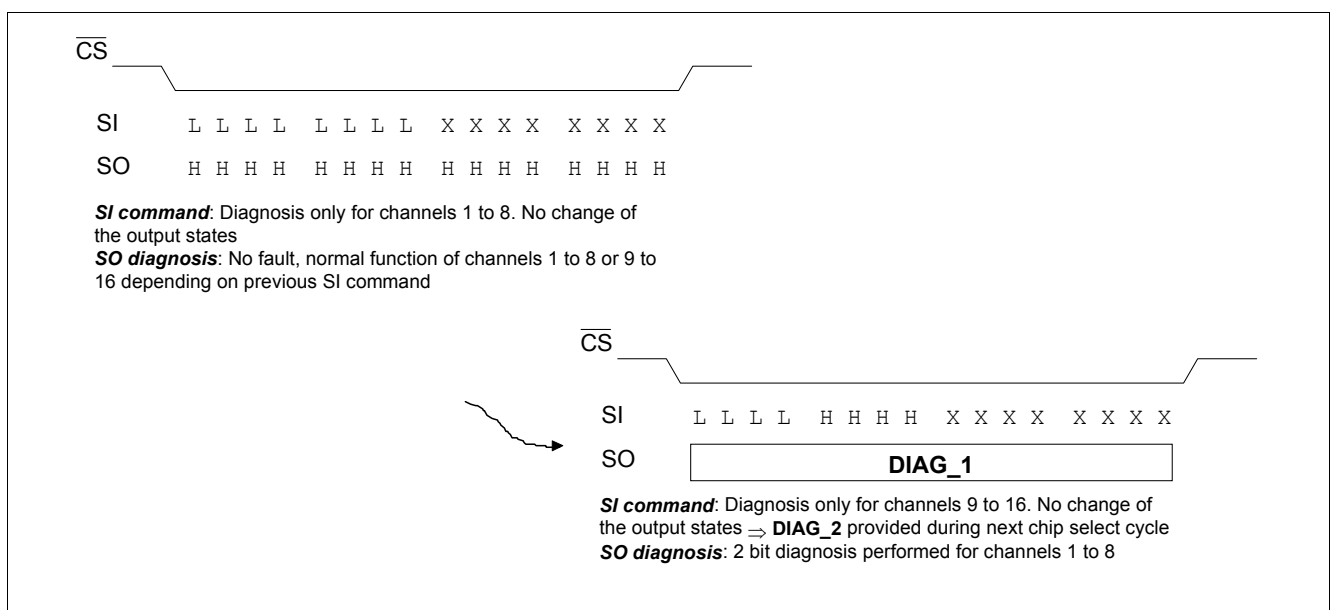 CS
SI L L L L L L L L X X X X X X X X
SO H H H H H H H H H H H H H H H H
SI command: Diagnosis only for channels 1 to 8. No change of
the output states
SO diagnosis: No fault, normal function of channels 1 to 8 or 9 to
16 depending on previous SI command
CS
SI L L L L H H H H X X X X X X X X
SO DIAG_1
SI command: Diagnosis only for channels 9 to 16. No change of
the output states ⇒ DIAG_2 provided during next chip select cycle
SO diagnosis: 2 bit diagnosis performed for channels 1 to 8